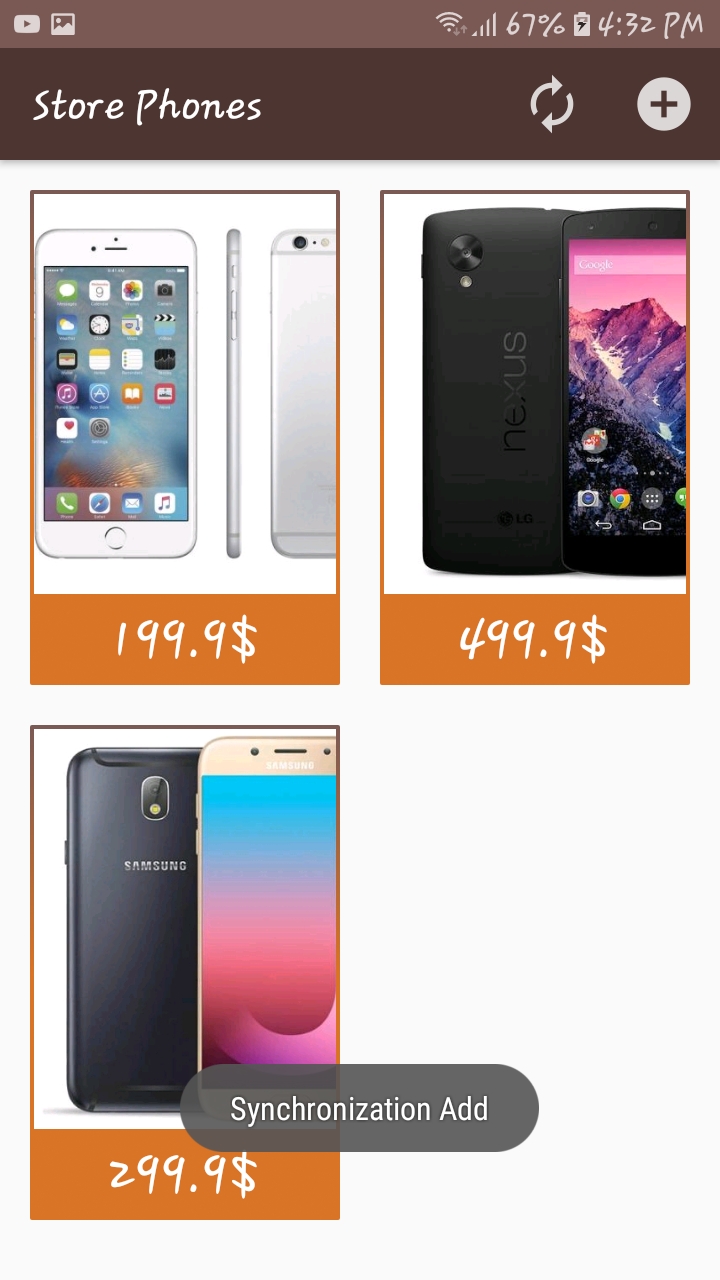 67% 4:32 PM
Store Phones
Google
nexus
LG
199.9$
499.9$
SAMSUNG
SAMSUNG
Synchronization Add
299.9$